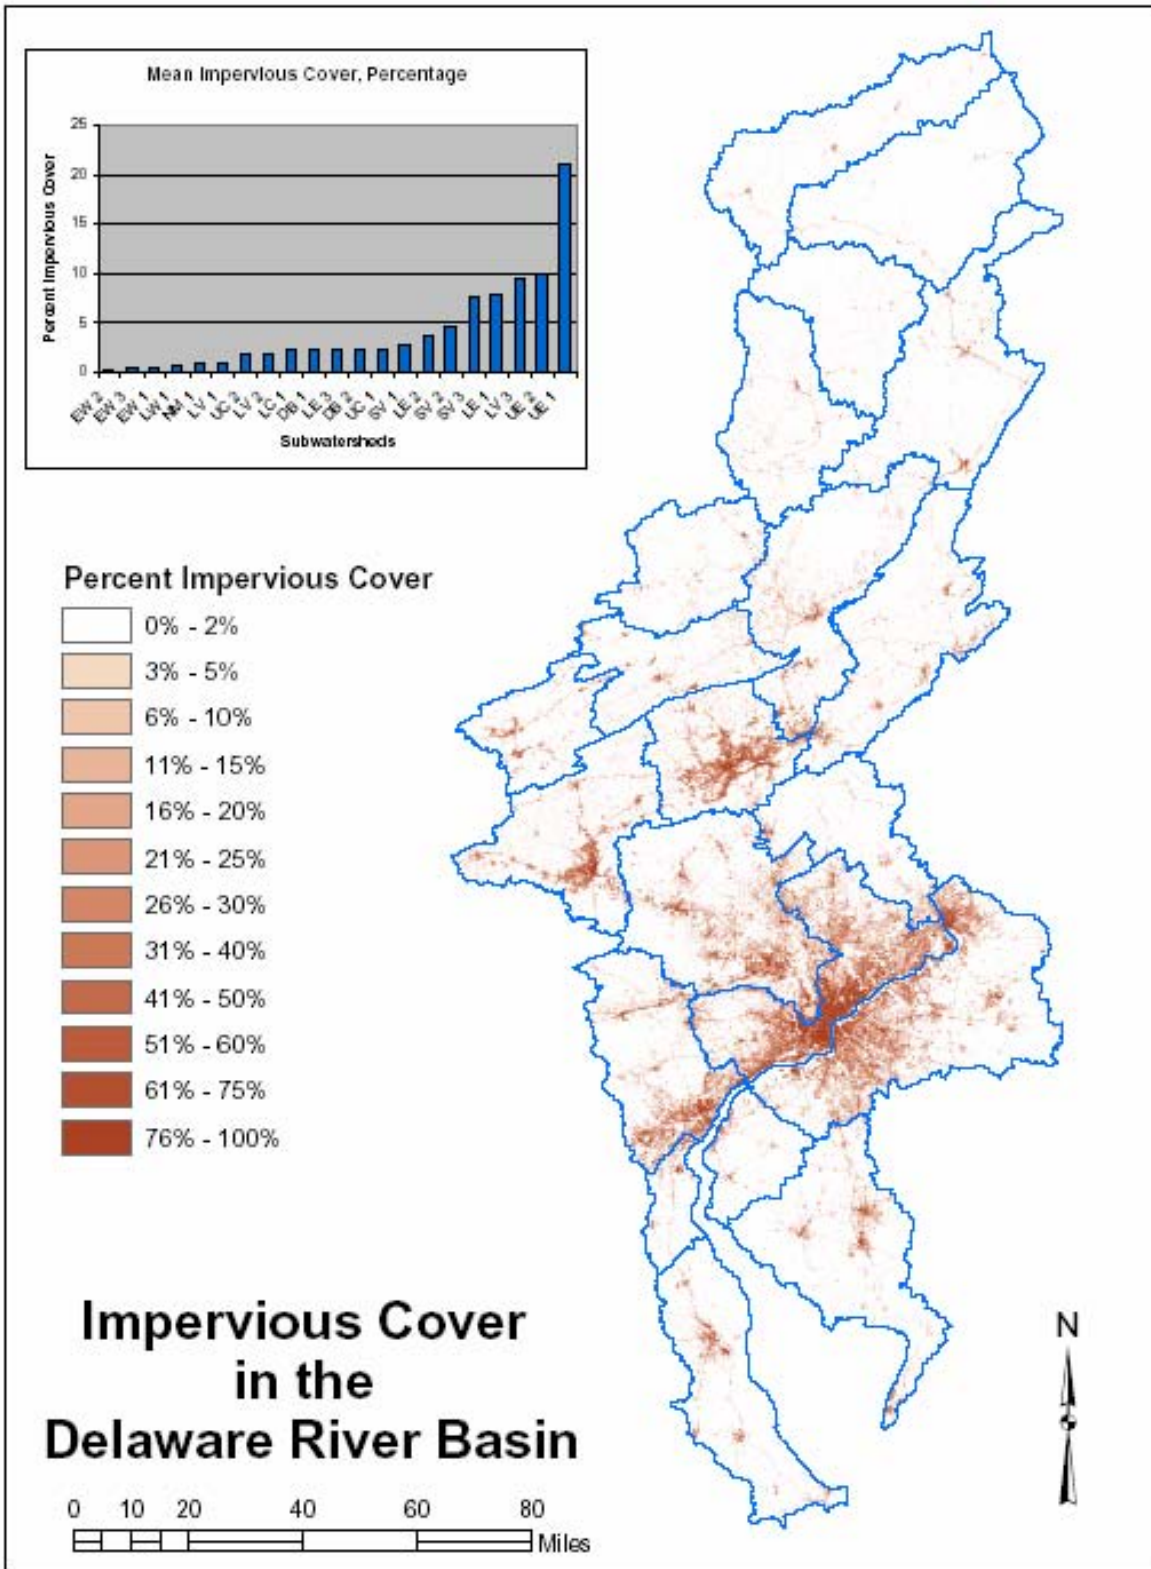 Mean Impervious Cover, Percentage
25
20
15
10
5
0
Percent Impervious Cover
EW 2
EW 3
EW 1
LW 1
NM 1
LV 1
UC 2
LV 2
LC 1
DB 1
LE 3
DB 2
UC 1
SV 1
LE 2
SV 2
SV 3
LE 1
LV 3
UE 2
UE 1
Subwatersheds
Percent Impervious Cover
0% - 2%
3% - 5%
6% - 10%
11% - 15%
16% - 20%
21% - 25%
26% - 30%
31% - 40%
41% - 50%
51% - 60%
61% - 75%
76% - 100%
Impervious Cover
in the
Delaware River Basin
0 10 20 40 60 80
Miles
N